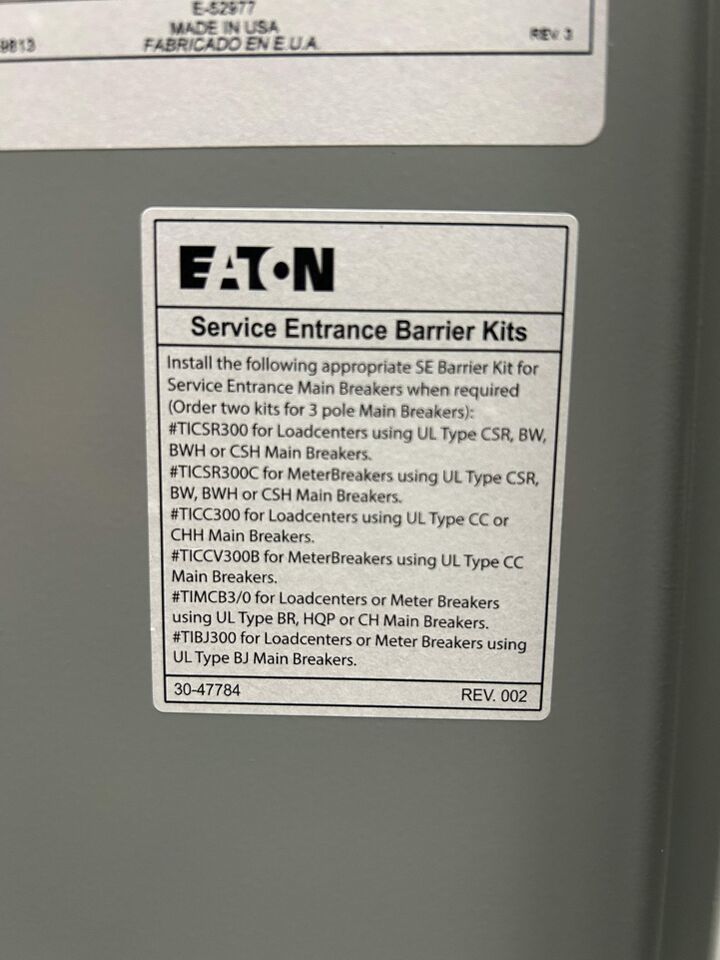 E-52977
MADE IN USA
FABRICADO EN E.U.A.
9813
REV 3
EATON
Service Entrance Barrier Kits
Install the following appropriate SE Barrier Kit for
Service Entrance Main Breakers when required
(Order two kits for 3 pole Main Breakers):
#TICSR300 for Loadcenters using UL Type CSR, BW,
BWH or CSH Main Breakers.
#TICSR300C for MeterBreakers using UL Type CSR,
BW, BWH or CSH Main Breakers.
#TICC300 for Loadcenters using UL Type CC or
CHH Main Breakers.
#TICCV300B for MeterBreakers using UL Type CC
Main Breakers.
#TIMCB3/0 for Loadcenters or Meter Breakers
using UL Type BR, HQP or CH Main Breakers.
#TIBJ300 for Loadcenters or Meter Breakers using
UL Type BJ Main Breakers.
30-47784
REV. 002